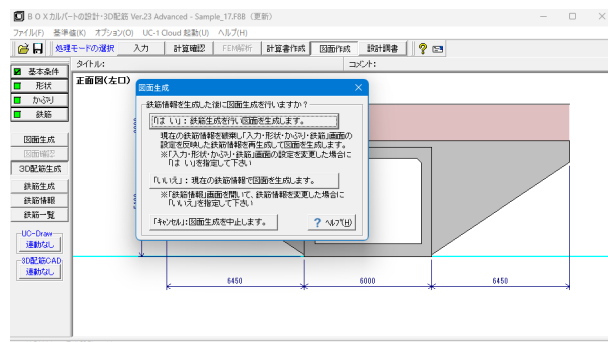 BOXカルバートの設計・3D配筋 Ver.23 Advanced - Sample_17.F8B（更新）
ファイル(F) 基準値(K) オプション(O) UC-1 Cloud 起動(U) ヘルプ(H)
処理モードの選択 入力 計算確認 FEM解析 計算書作成 図面作成 設計調書
タイトル: コメント:
基本条件
形状
かぶり
鉄筋
図面生成
図面確認
3D配筋生成
鉄筋生成
鉄筋情報
鉄筋一覧
UC-Draw
連動なし
3D配筋CAD
連動なし
正面図(左口)
図面生成
鉄筋情報を生成した後に図面生成を行いますか？
「は い」：鉄筋生成を行い図面を生成します。
現在の鉄筋情報を破棄し「入力・形状・かぶり・鉄筋」画面の
設定を反映した鉄筋情報を再生成して図面を生成します。
※「入力・形状・かぶり・鉄筋」画面の設定を変更した場合に
「は い」を指定して下さい
「いいえ」：現在の鉄筋情報で図面を生成します。
※「鉄筋情報」画面を開いて、鉄筋情報を変更した場合に
「いいえ」を指定して下さい
「キャンセル」:図面生成を中止します。
? ヘルプ(H)
6450 6000 6450